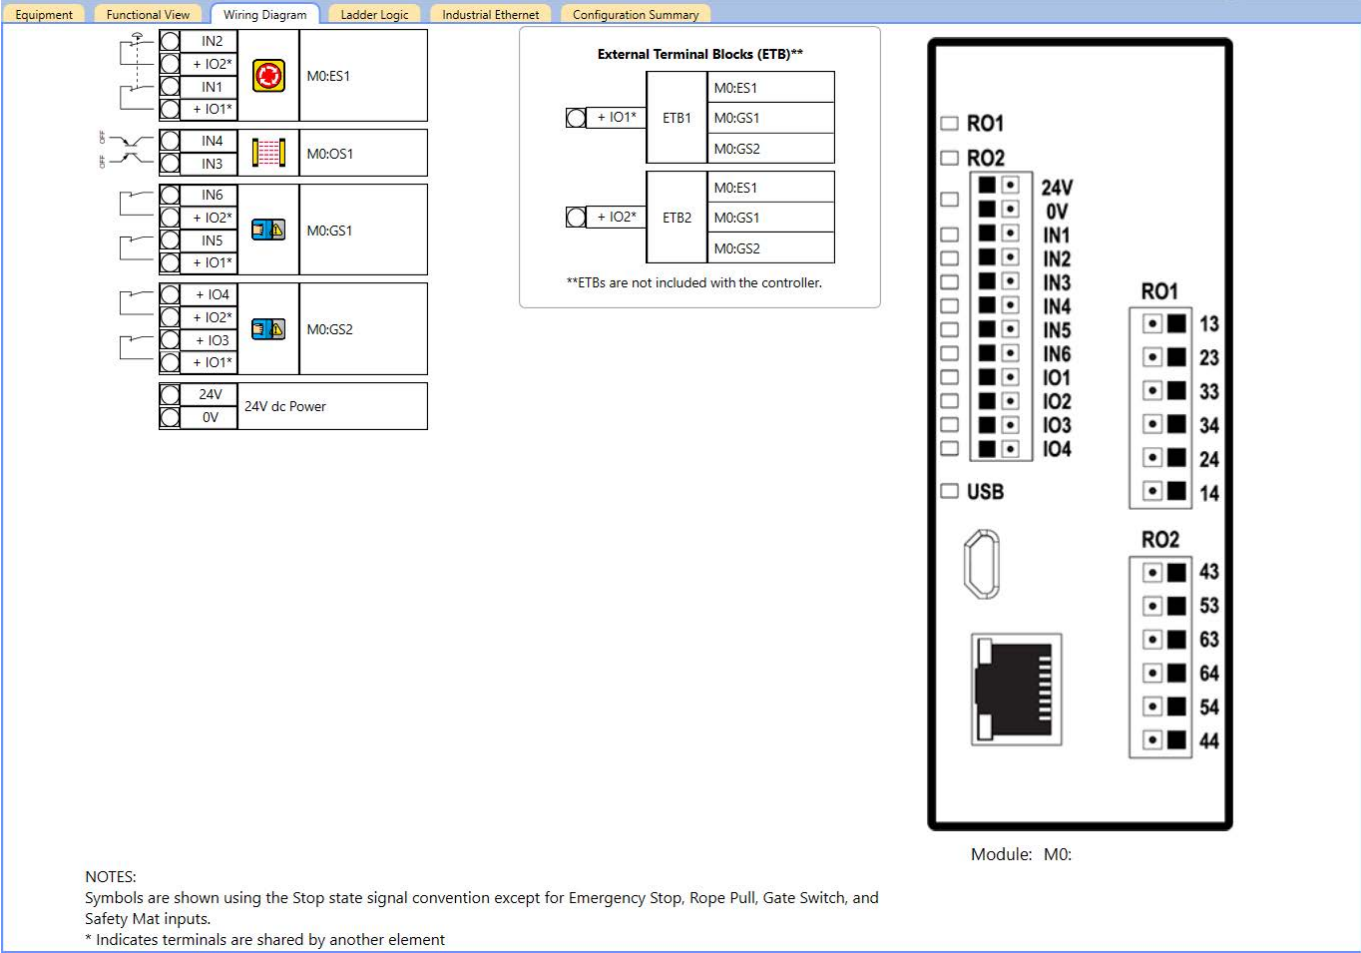 Equipment
Functional View
Wiring Diagram
Ladder Logic
Industrial Ethernet
Configuration Summary
IN2
+ IO2*
IN1
+ IO1*
M0:ES1
OFF
OFF
IN4
IN3
M0:OS1
IN6
+ IO2*
IN5
+ IO1*
M0:GS1
+ IO4
+ IO2*
+ IO3
+ IO1*
M0:GS2
24V
0V
24V dc Power
External Terminal Blocks (ETB)**
+ IO1*
ETB1
M0:ES1
M0:GS1
M0:GS2
+ IO2*
ETB2
M0:ES1
M0:GS1
M0:GS2
**ETBs are not included with the controller.
RO1
RO2
24V
0V
IN1
IN2
IN3
IN4
IN5
IN6
IO1
IO2
IO3
IO4
USB
RO1
13
23
33
34
24
14
RO2
43
53
63
64
54
44
Module: M0:
NOTES:
Symbols are shown using the Stop state signal convention except for Emergency Stop, Rope Pull, Gate Switch, and
Safety Mat inputs.
* Indicates terminals are shared by another element